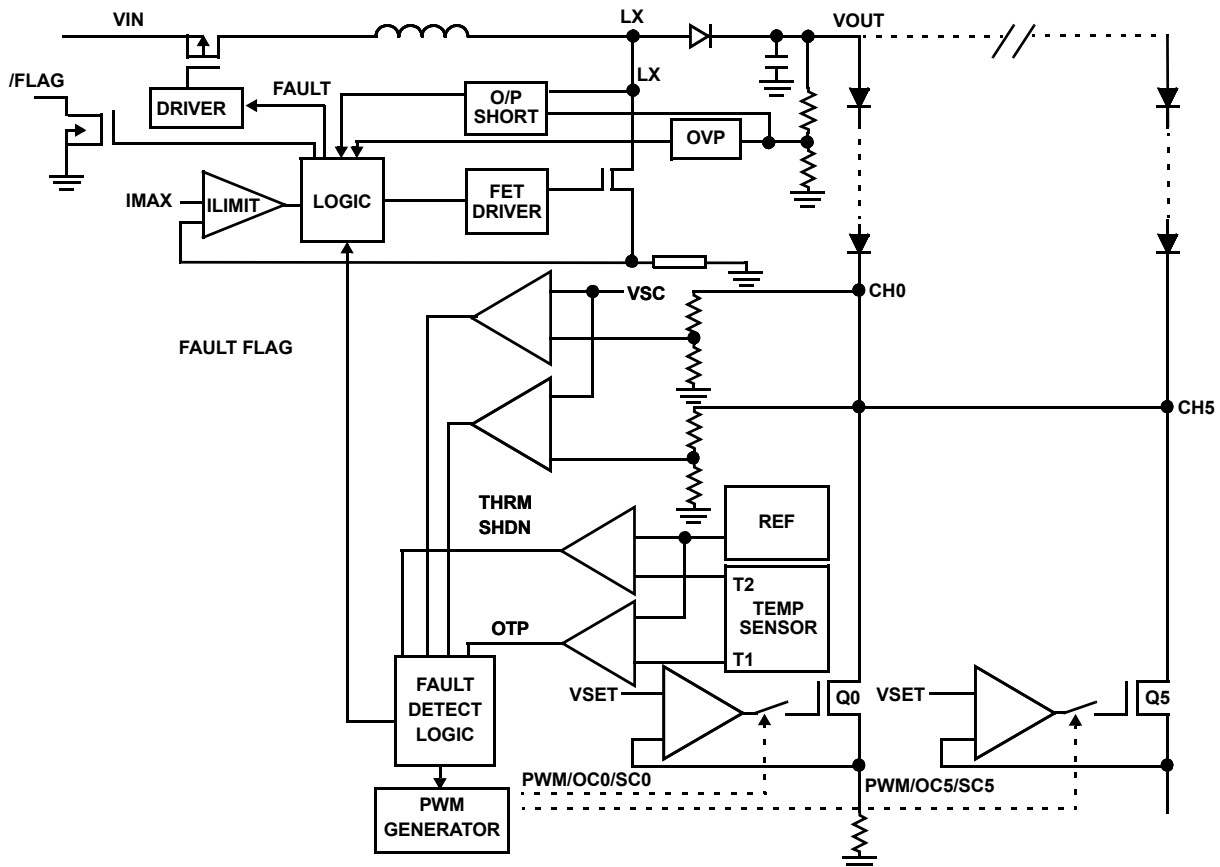 VIN
LX
VOUT
/FLAG
LX
FAULT
DRIVER
O/P
SHORT
OVP
IMAX
ILIMIT
LOGIC
FET
DRIVER
VSC
CH0
FAULT FLAG
CH5
THRM
SHDN
REF
T2
TEMP
SENSOR
OTP
T1
FAULT
DETECT
LOGIC
VSET
Q0
VSET
Q5
PWM/OC0/SC0
PWM/OC5/SC5
PWM
GENERATOR